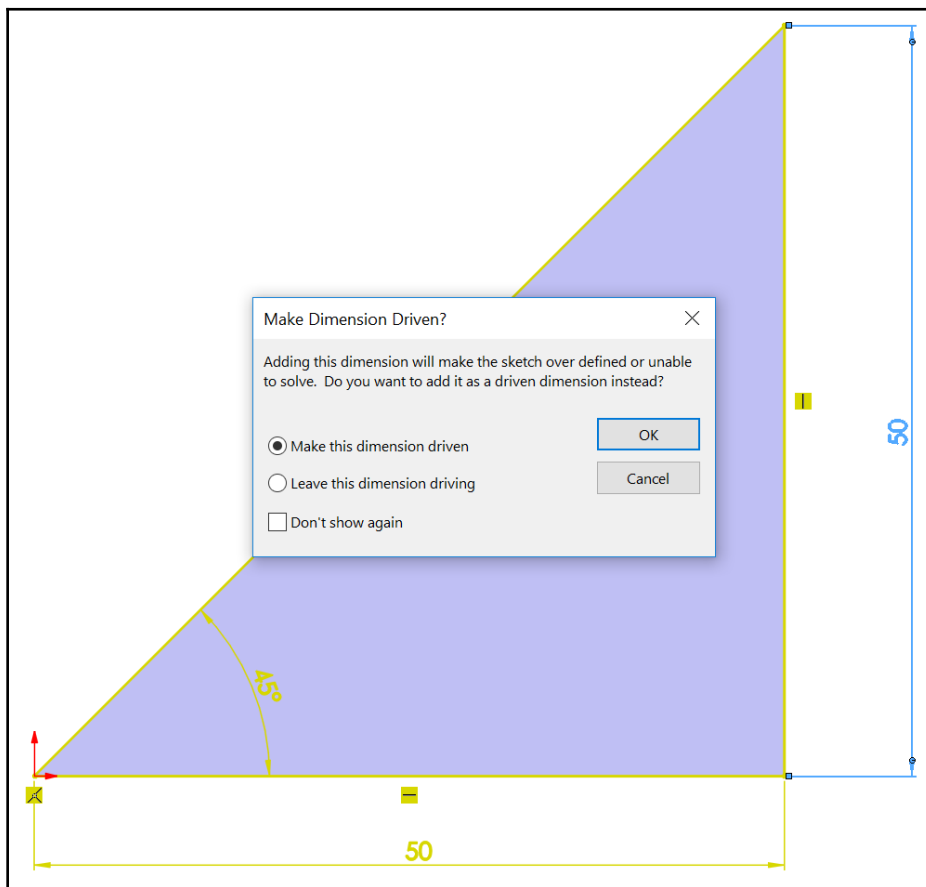 Make Dimension Driven?
Adding this dimension will make the sketch over defined or unable
to solve. Do you want to add it as a driven dimension instead?
Make this dimension driven
OK
Leave this dimension driving
Cancel
Don't show again
50
45°
50